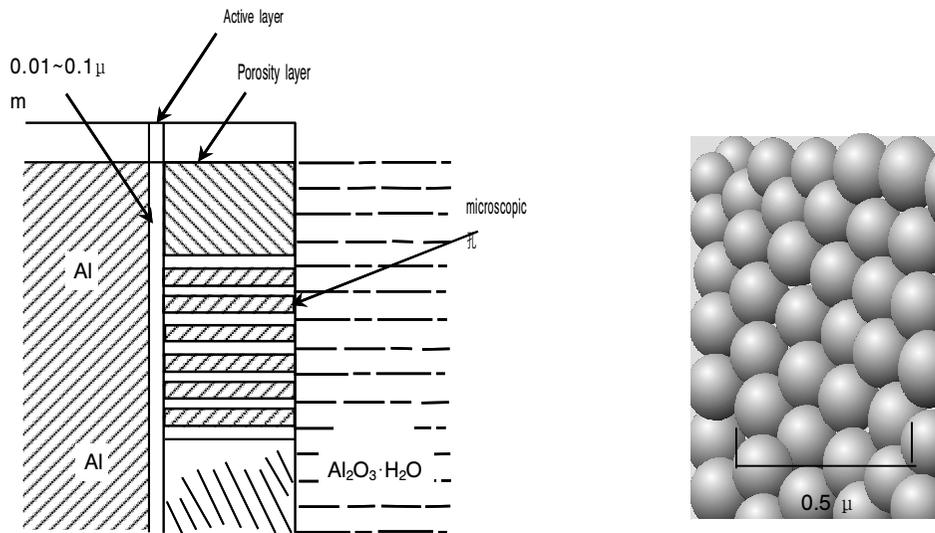 Active layer
0.01~0.1μ
m
Porosity layer
microscopic
孔
Al
Al
Al₂O₃·H₂O
0.5 μ